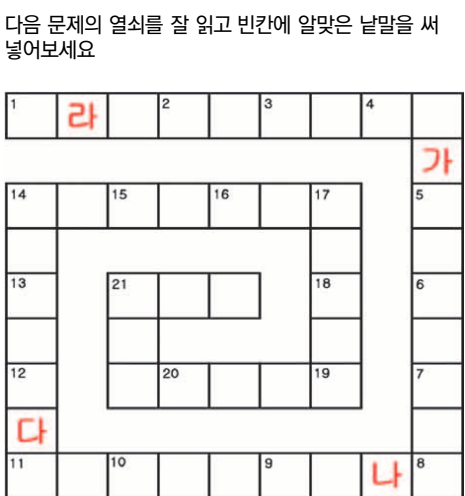 다음 문제의 열쇠를 잘 읽고 빈칸에 알맞은 낱말을 써
넣어보세요
1 라 2 3 4
가
14 15 16 17 5
13 21 18 6
12 20 19 7
다
11 10 9 나 8